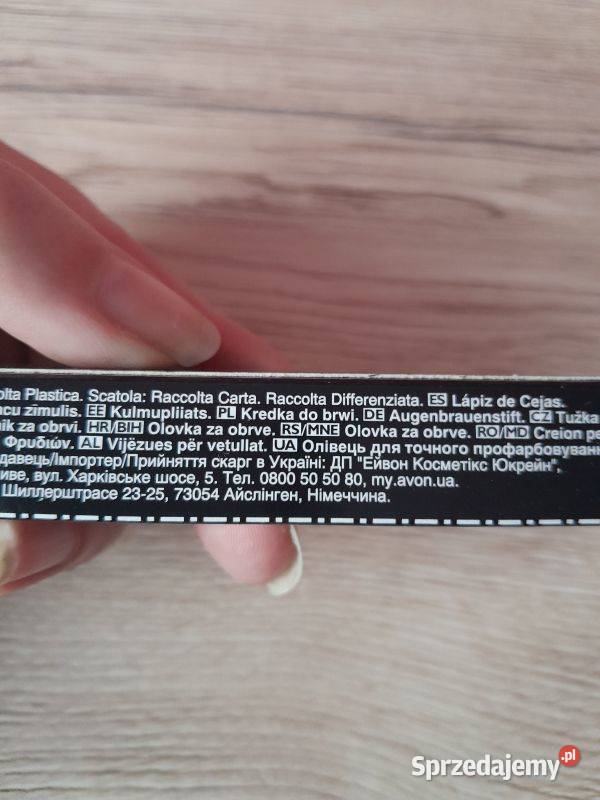 olta Plastica. Scatola: Raccolta Carta. Raccolta Differenziata. ES Lápiz de Cejas.
acu zīmulis. EE Kulmupliiats. PL Kredka do brwi. DE Augenbrauenstift. CZ Tužka
nik za obrvi. HR/BIH Olovka za obrve. RS/MNE Olovka za obrve. RO/MD Creion pe
Φρυδιών. AL Vijëzues për vetullat. UA Олівець для точного профарбовуван
давець/Імпортер/Прийняття скарг в Україні: ДП "Ейвон Косметікс Юкрейн",
иве, вул. Харківське шосе, 5. Тел. 0800 50 50 80, my.avon.ua.
Шиллерштрасе 23-25, 73054 Айслінген, Німеччина.
Sprzedajemy.pl